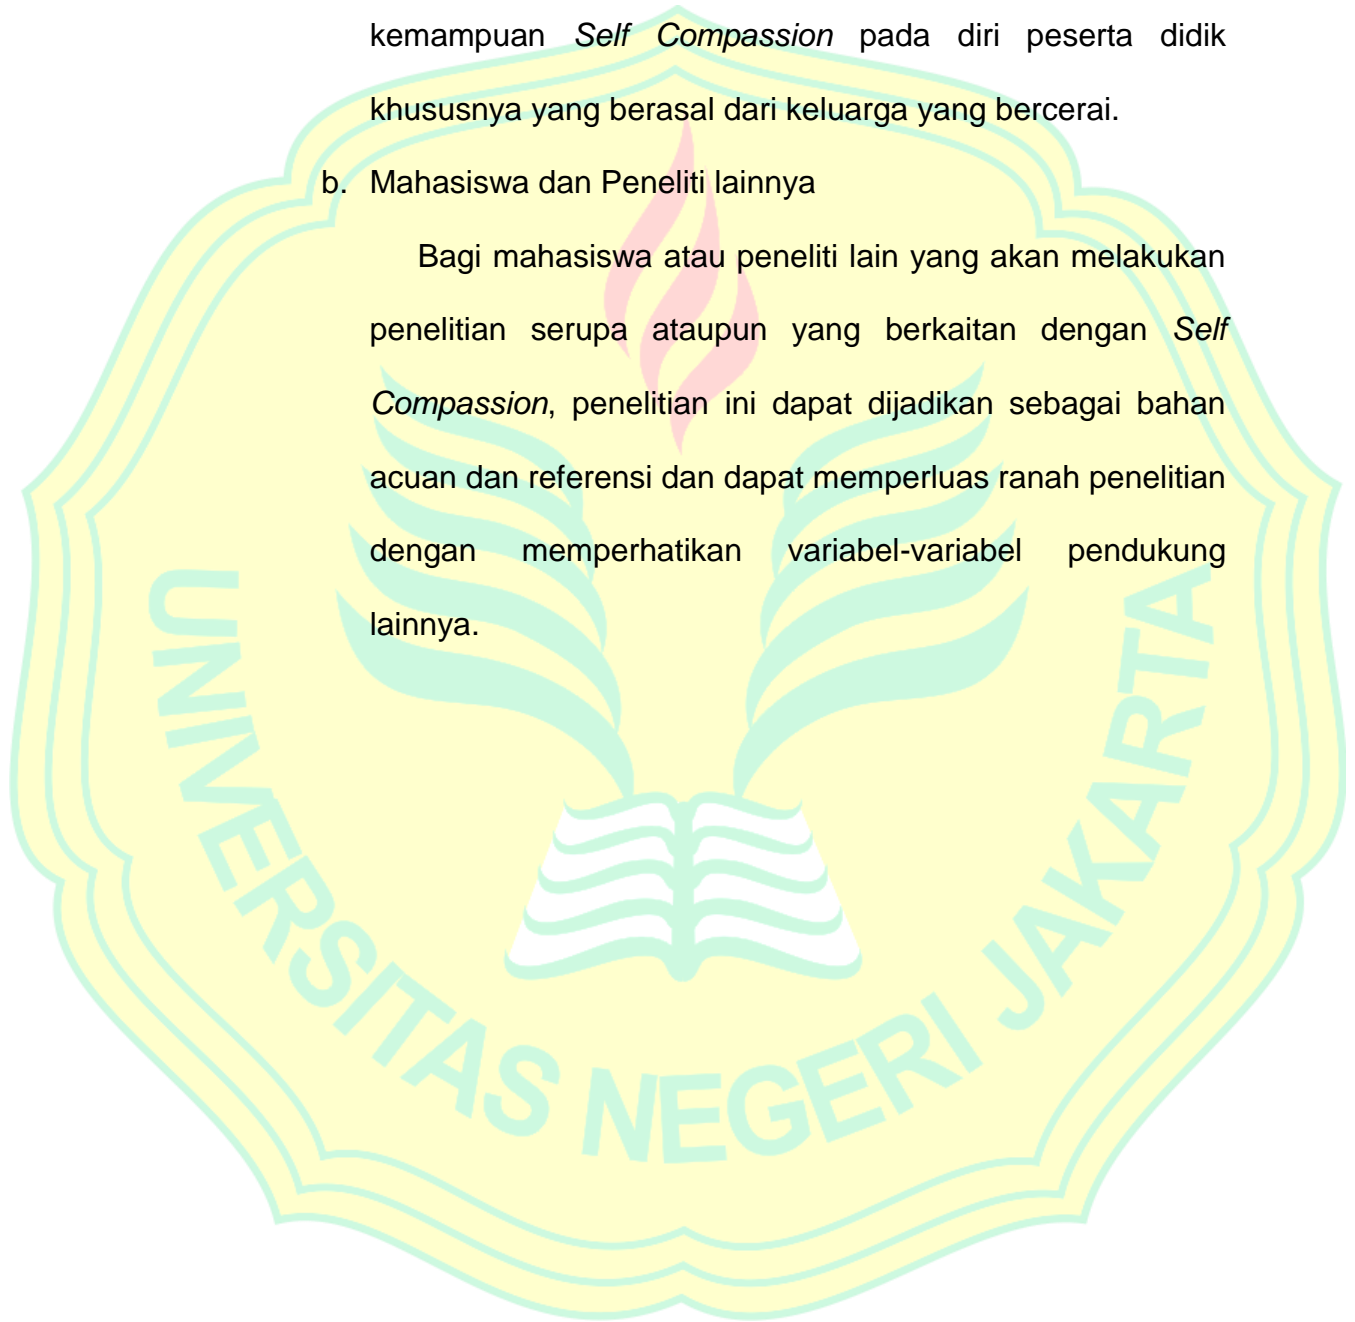 kemampuan Self Compassion pada diri peserta didik
khususnya yang berasal dari keluarga yang bercerai.
b. Mahasiswa dan Peneliti lainnya
Bagi mahasiswa atau peneliti lain yang akan melakukan
penelitian serupa ataupun yang berkaitan dengan Self
Compassion, penelitian ini dapat dijadikan sebagai bahan
acuan dan referensi dan dapat memperluas ranah penelitian
dengan memperhatikan variabel-variabel pendukung
lainnya.
UNIVERSITAS NEGERI JAKARTA